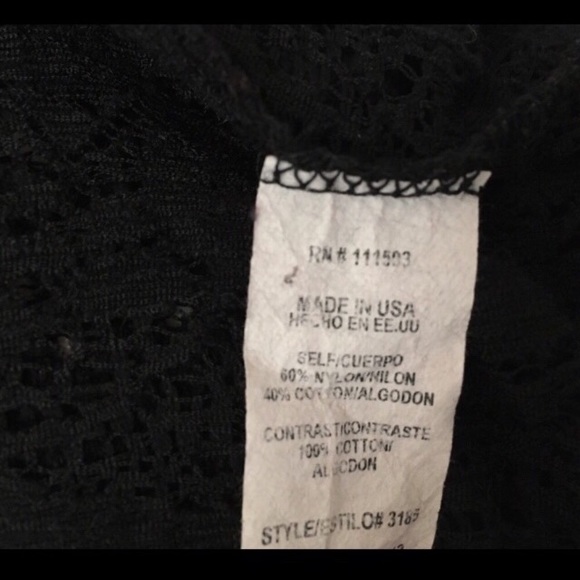 RN# 111503
MADE IN USA
HECHO EN EE.UU
SELF/CUERPO
60% NYLON/NILON
40% COTTON/ALGODON
CONTRAST/CONTRASTE
100% COTTON/
ALGODON
STYLE/ESTILO# 3185